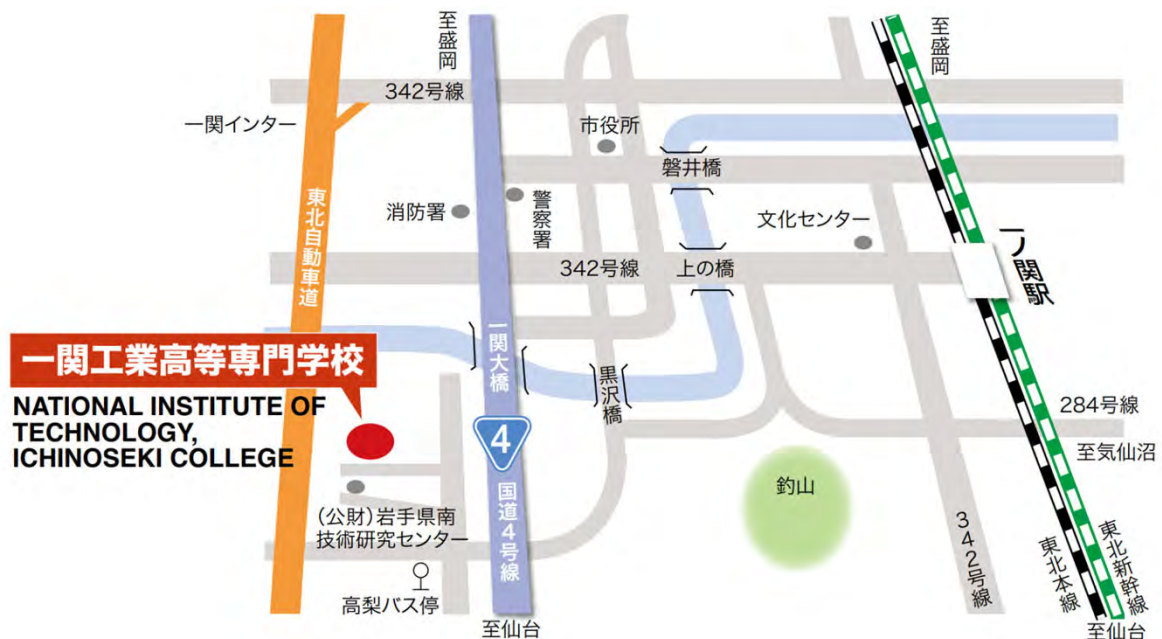 至盛岡
至盛岡
342号線
一関インター
市役所
磐井橋
東北自動車道
消防署
警察署
文化センター
342号線
上の橋
一ノ関駅
一関工業高等専門学校
NATIONAL INSTITUTE OF
TECHNOLOGY,
ICHINOSEKI COLLEGE
一関大橋
黒沢橋
284号線
至気仙沼
4
国道4号線
釣山
(公財)岩手県南
技術研究センター
高梨バス停
342号線
東北本線
東北新幹線
至仙台
至仙台